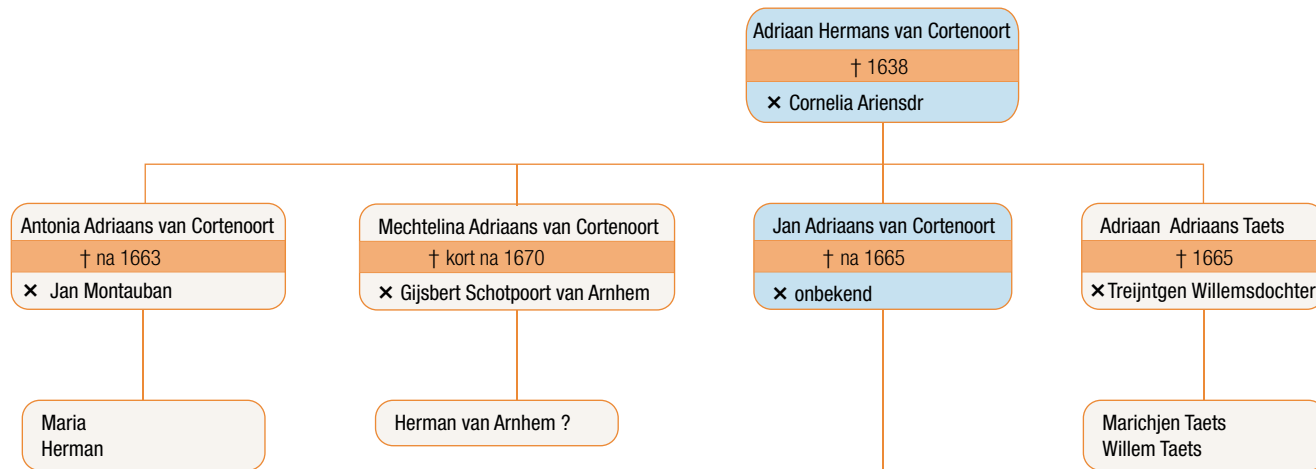 Adriaan Hermans van Cortenoort
† 1638
✕ Cornelia Ariensdr
Antonia Adriaans van Cortenoort
† na 1663
✕ Jan Montauban
Maria
Herman
Mechtelina Adriaans van Cortenoort
† kort na 1670
✕ Gijsbert Schotpoort van Arnhem
Herman van Arnhem ?
Jan Adriaans van Cortenoort
† na 1665
✕ onbekend
Adriaan Adriaans Taets
† 1665
✕ Treijntgen Willemsdochter
Marichjen Taets
Willem Taets